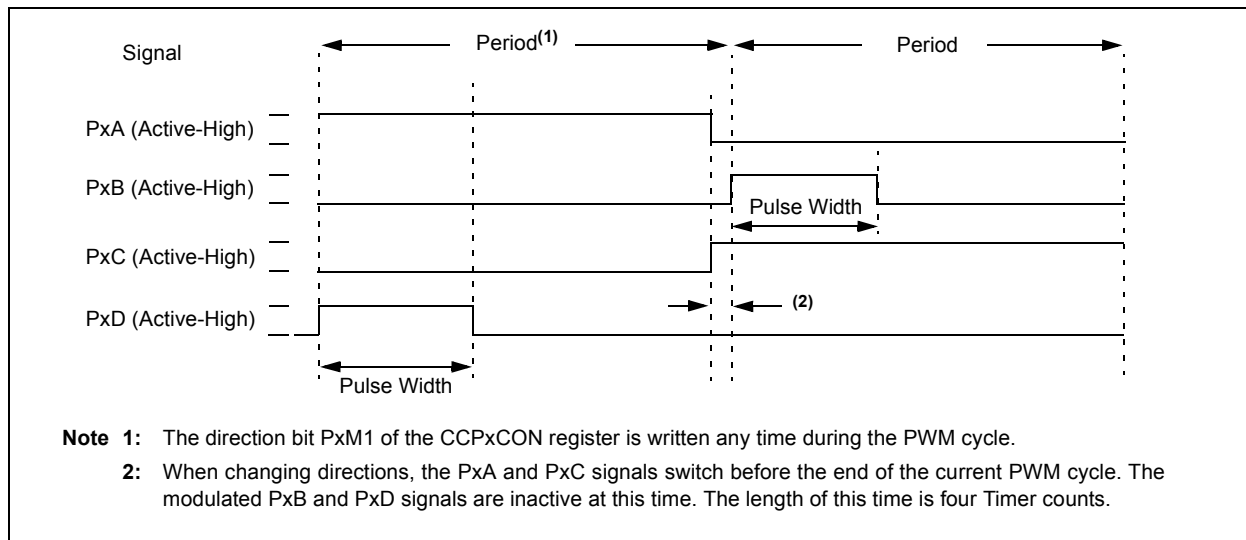 Signal
Period(1)
Period
PxA (Active-High)
PxB (Active-High)
Pulse Width
PxC (Active-High)
(2)
PxD (Active-High)
Pulse Width
Note 1: The direction bit PxM1 of the CCPxCON register is written any time during the PWM cycle.
2: When changing directions, the PxA and PxC signals switch before the end of the current PWM cycle. The
modulated PxB and PxD signals are inactive at this time. The length of this time is four Timer counts.